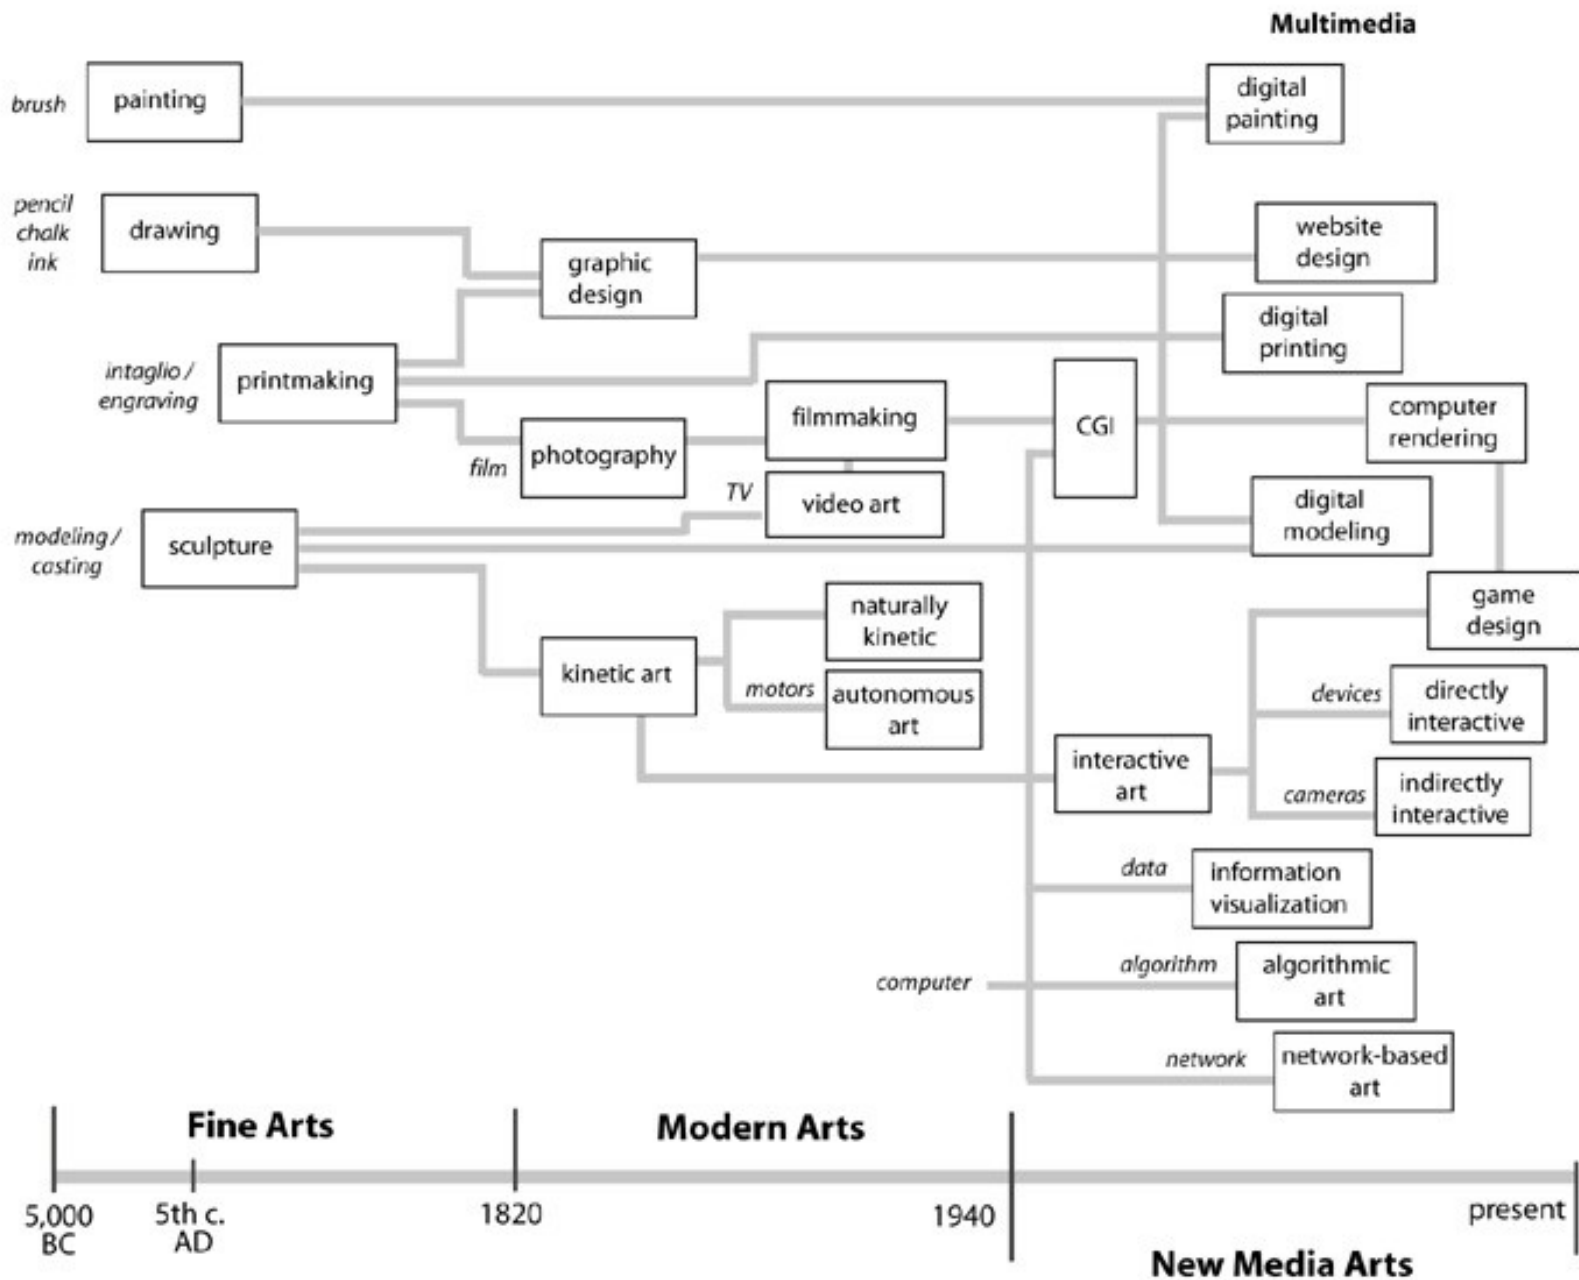 Multimedia
brush
painting
digital
painting
pencil
chalk
ink
drawing
graphic
design
website
design
digital
printing
intaglio /
engraving
printmaking
film
photography
filmmaking
TV
video art
CGI
computer
rendering
modeling /
casting
sculpture
digital
modeling
kinetic art
naturally
kinetic
motors
autonomous
art
game
design
interactive
art
devices
directly
interactive
cameras
indirectly
interactive
data
information
visualization
computer
algorithm
algorithmic
art
network
network-based
art
Fine Arts
Modern Arts
5,000
BC
5th c.
AD
1820
1940
present
New Media Arts